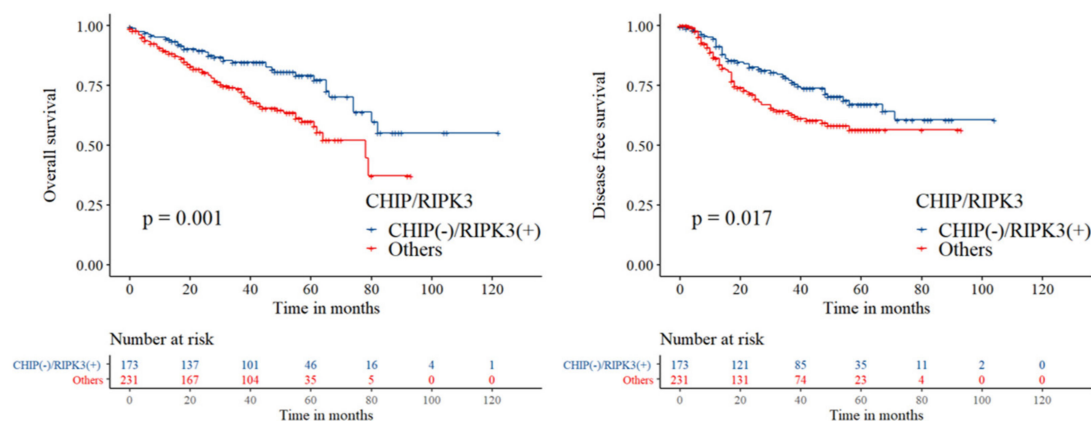 1.00
0.75
0.50
0.25
0.00
Overall survival
p = 0.001
CHIP/RIPK3
CHIP(-)/RIPK3(+)
Others
0 20 40 60 80 100 120
Time in months
Number at risk
CHIP(-)/RIPK3(+) 173 137 101 46 16 4 1
Others 231 167 104 35 5 0 0
0 20 40 60 80 100 120
Time in months
1.00
0.75
0.50
0.25
0.00
Disease free survival
p = 0.017
CHIP/RIPK3
CHIP(-)/RIPK3(+)
Others
0 20 40 60 80 100 120
Time in months
Number at risk
CHIP(-)/RIPK3(+) 173 121 85 35 11 2 0
Others 231 131 74 23 4 0 0
0 20 40 60 80 100 120
Time in months